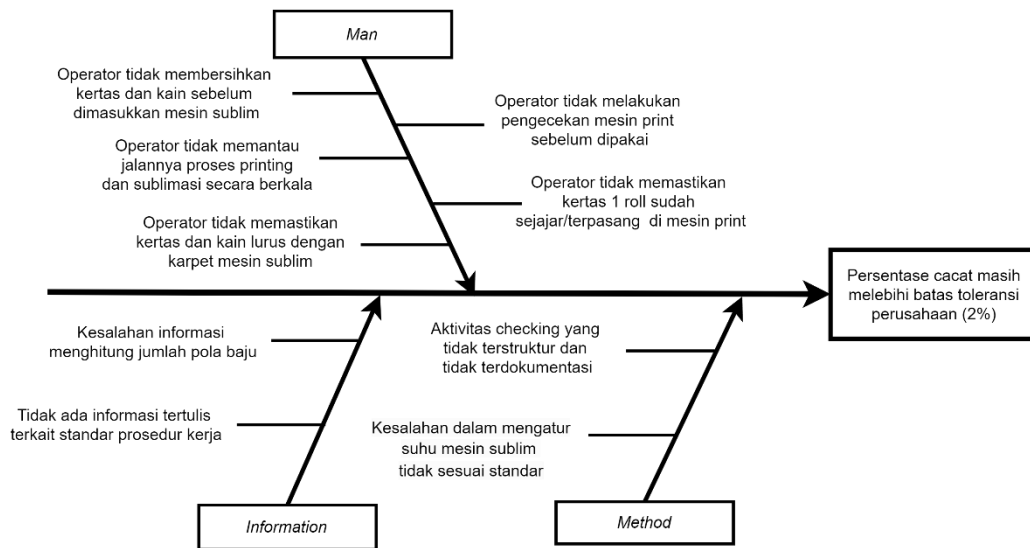 Man
Operator tidak membersihkan
kertas dan kain sebelum
dimasukkan mesin sublim
Operator tidak melakukan
pengecekan mesin print
sebelum dipakai
Operator tidak memantau
jalannya proses printing
dan sublimasi secara berkala
Operator tidak memastikan
kertas 1 roll sudah
sejajar/terpasang di mesin print
Operator tidak memastikan
kertas dan kain lurus dengan
karpet mesin sublim
Persentase cacat masih
melebihi batas toleransi
perusahaan (2%)
Kesalahan informasi
menghitung jumlah pola baju
Tidak ada informasi tertulis
terkait standar prosedur kerja
Information
Aktivitas checking yang
tidak terstruktur dan
tidak terdokumentasi
Kesalahan dalam mengatur
suhu mesin sublim
tidak sesuai standar
Method